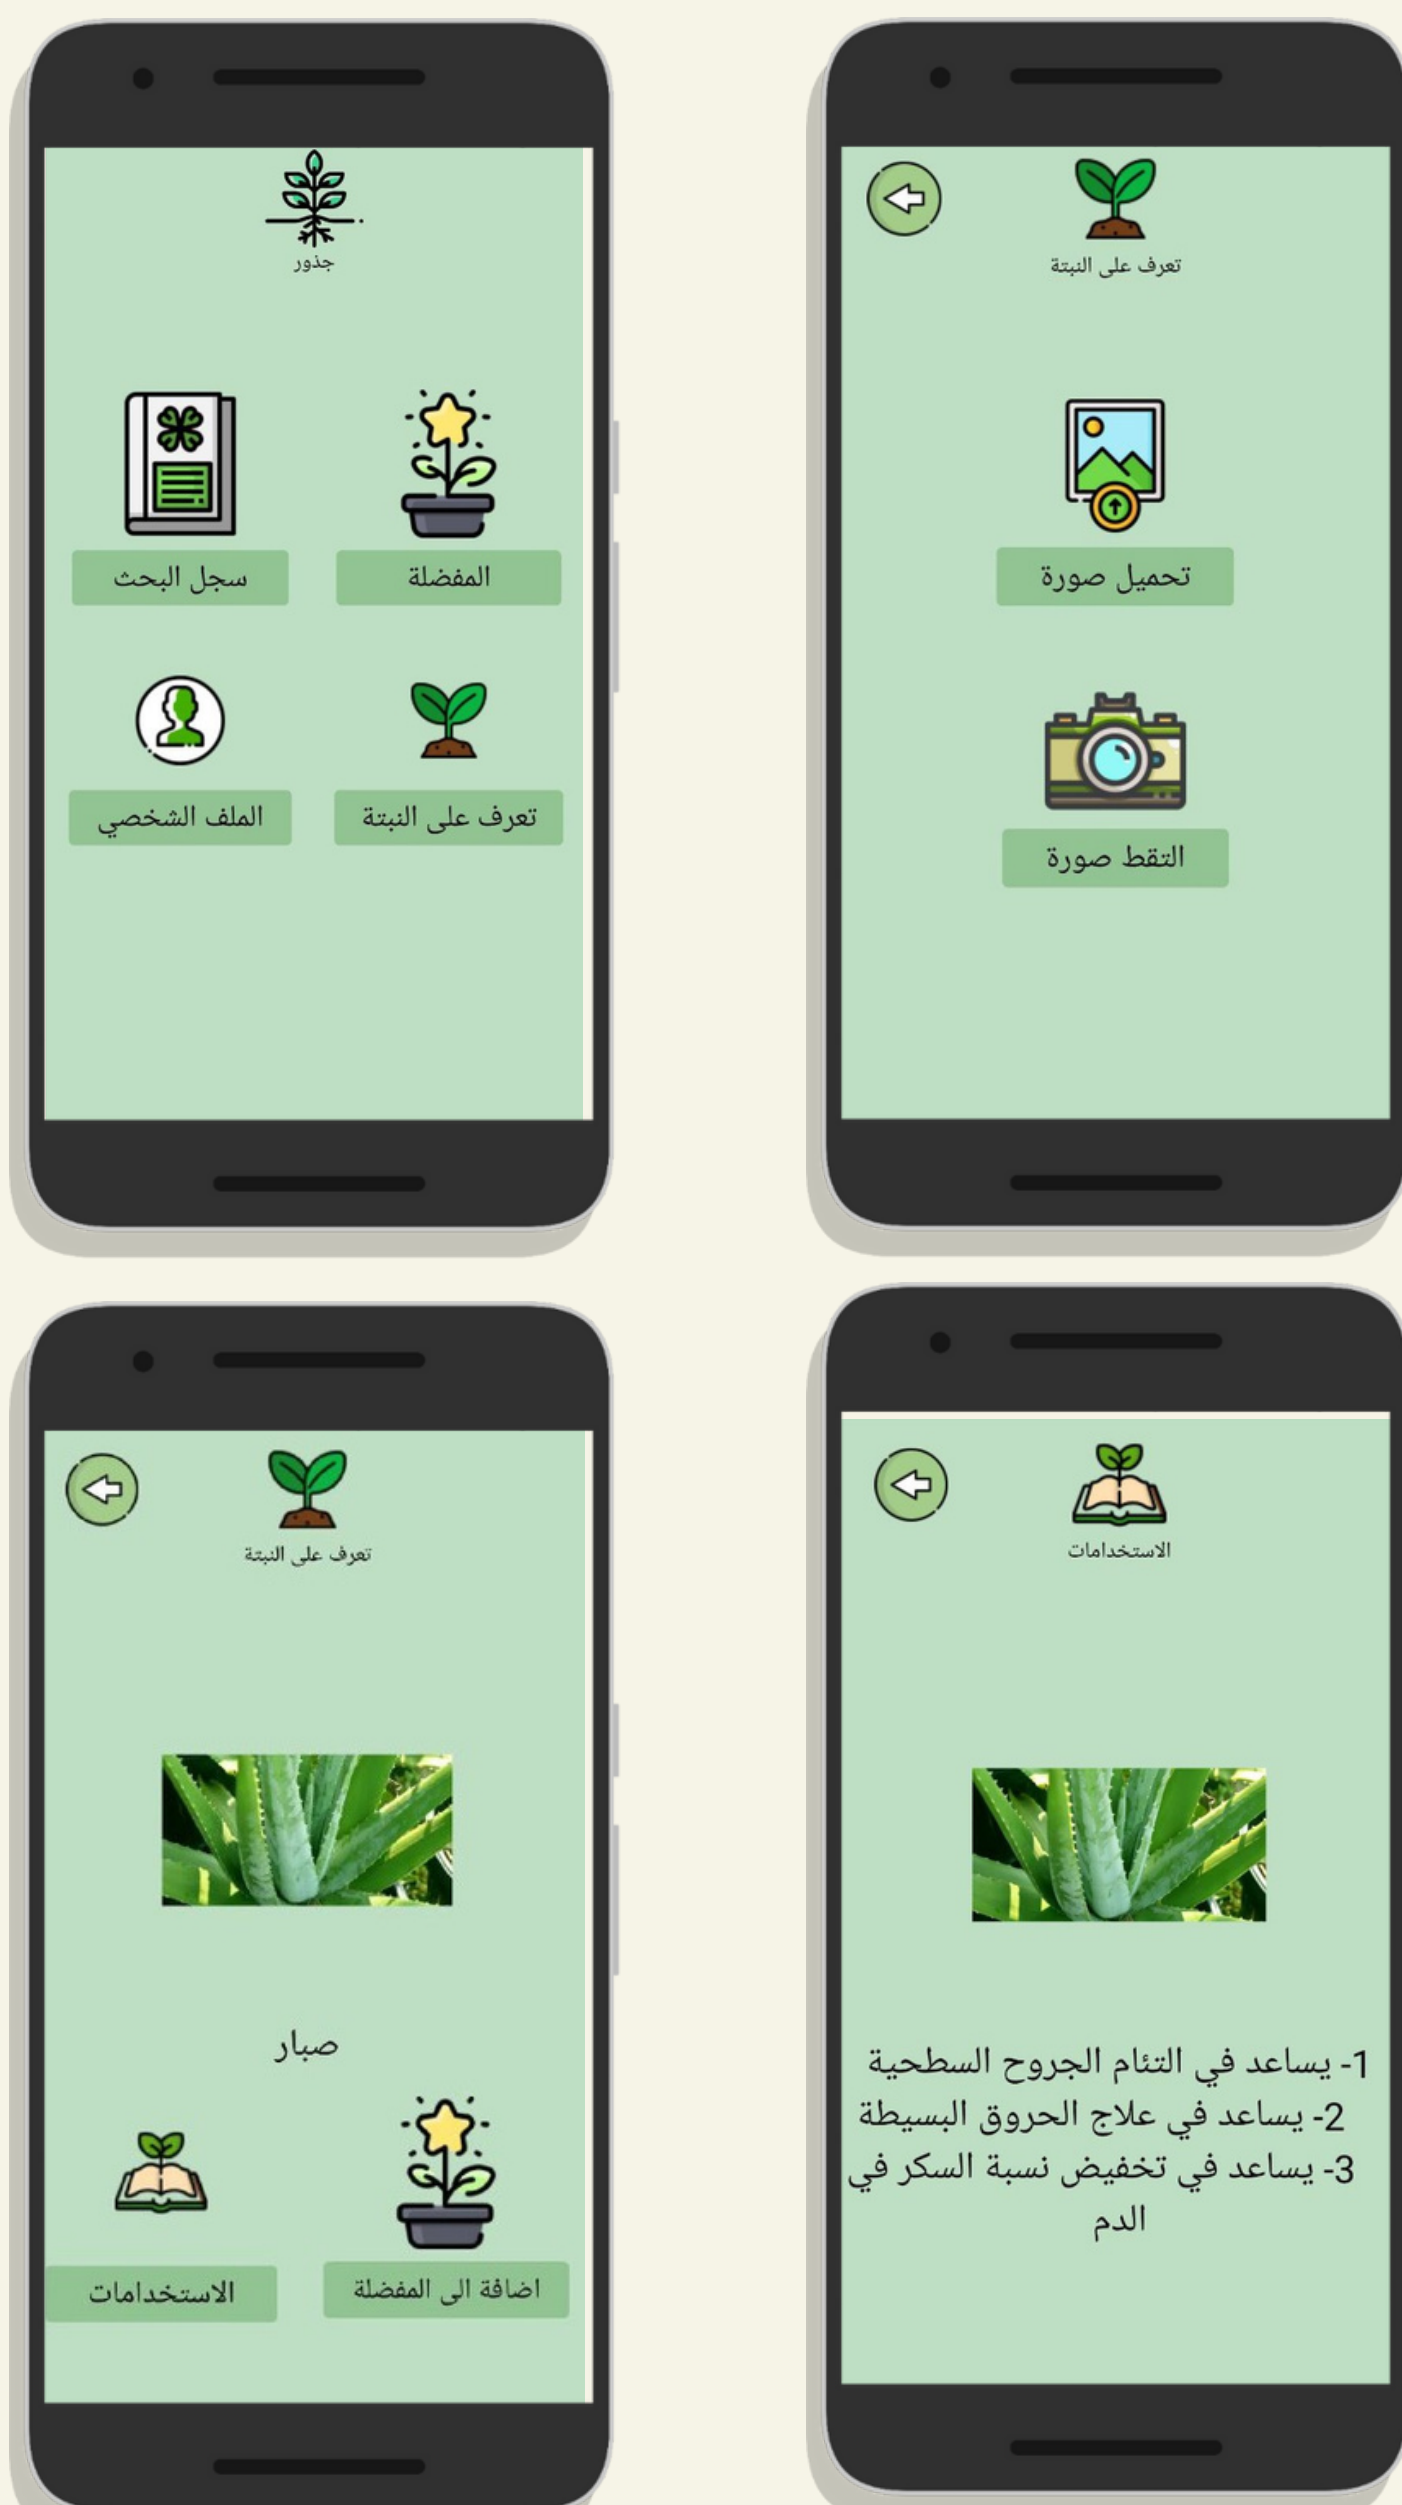 جذور
المفضلة
سجل البحث
تعرف على النبتة
الملف الشخصي
تعرف على النبتة
تحميل صورة
التقط صورة
تعرف على النبتة
صبار
اضافة الى المفضلة
الاستخدامات
الاستخدامات
1- يساعد في التئام الجروح السطحية
2- يساعد في علاج الحروق البسيطة
3- يساعد في تخفيض نسبة السكر في
الدم